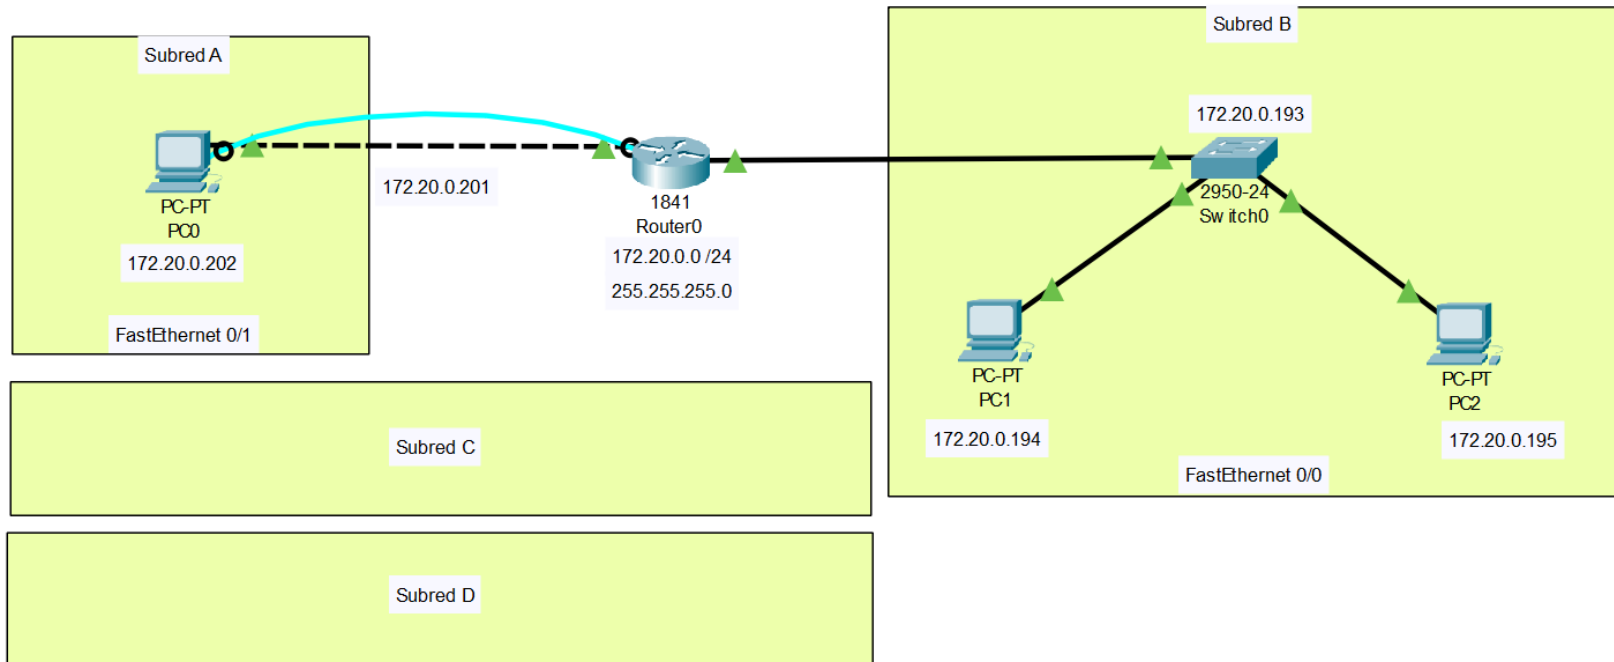 Subred A
PC-PT
PC0
172.20.0.202
FastEthernet 0/1
172.20.0.201
1841
Router0
172.20.0.0 /24
255.255.255.0
Subred B
172.20.0.193
2950-24
Switch0
PC-PT
PC1
172.20.0.194
PC-PT
PC2
172.20.0.195
FastEthernet 0/0
Subred C
Subred D